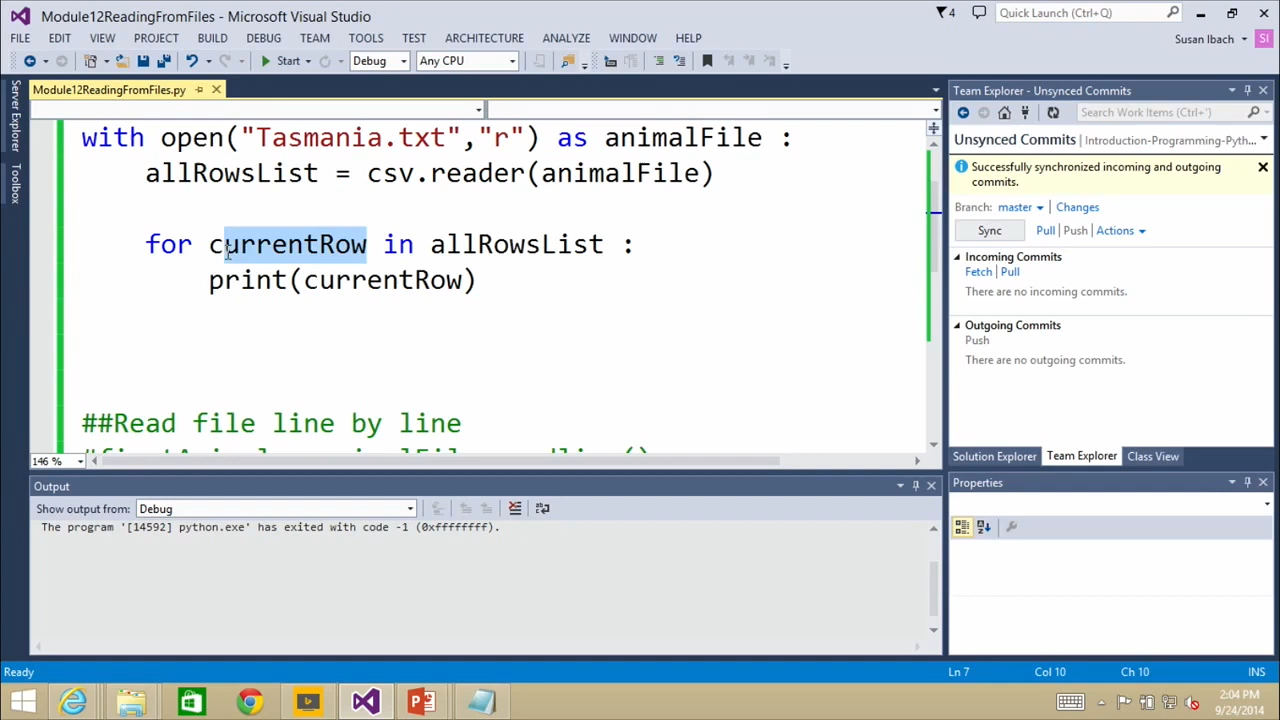 Module12ReadingFromFiles - Microsoft Visual Studio
4
Quick Launch (Ctrl+Q)
FILE EDIT VIEW PROJECT BUILD DEBUG TEAM TOOLS TEST ARCHITECTURE ANALYZE WINDOW HELP
Susan Ibach SI
Start Debug Any CPU
Server Explorer
Toolbox
Module12ReadingFromFiles.py
with open("Tasmania.txt","r") as animalFile :
allRowsList = csv.reader(animalFile)
for currentRow in allRowsList :
print(currentRow)
##Read file line by line
146 %
Output
Show output from: Debug
The program '[14592] python.exe' has exited with code -1 (0xffffffff).
Team Explorer - Unsynced Commits
Search Work Items (Ctrl+')
Unsynced Commits Introduction-Programming-Pyth
Successfully synchronized incoming and outgoing
commits.
Branch: master Changes
Sync Pull Push Actions
Incoming Commits
Fetch Pull
There are no incoming commits.
Outgoing Commits
Push
There are no outgoing commits.
Solution Explorer Team Explorer Class View
Properties
Ready Ln 7 Col 10 Ch 10 INS
2:04 PM
9/24/2014